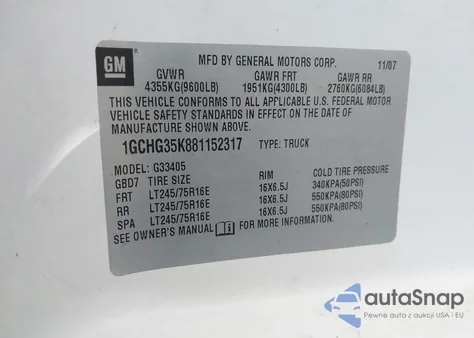 GM
MFD BY GENERAL MOTORS CORP. 11/07
GVWR GAWR FRT GAWR RR
4355KG(9600LB) 1951KG(4300LB) 2760KG(6084LB)
THIS VEHICLE CONFORMS TO ALL APPLICABLE U.S. FEDERAL MOTOR
VEHICLE SAFETY STANDARDS IN EFFECT ON THE DATE OF
MANUFACTURE SHOWN ABOVE.
1GCHG35K881152317 TYPE: TRUCK
G33405
GBD7 TIRE SIZE RIM COLD TIRE PRESSURE
FRT LT245/75R16E 16X6.5J 340KPA(50PSI)
RR LT245/75R16E 16X6.5J 550KPA(80PSI)
SPA LT245/75R16E 16X6.5J 550KPA(80PSI)
SEE OWNER'S MANUAL FOR MORE INFORMATION.
autaSnap
Pewne auta z aukcji USA i EU